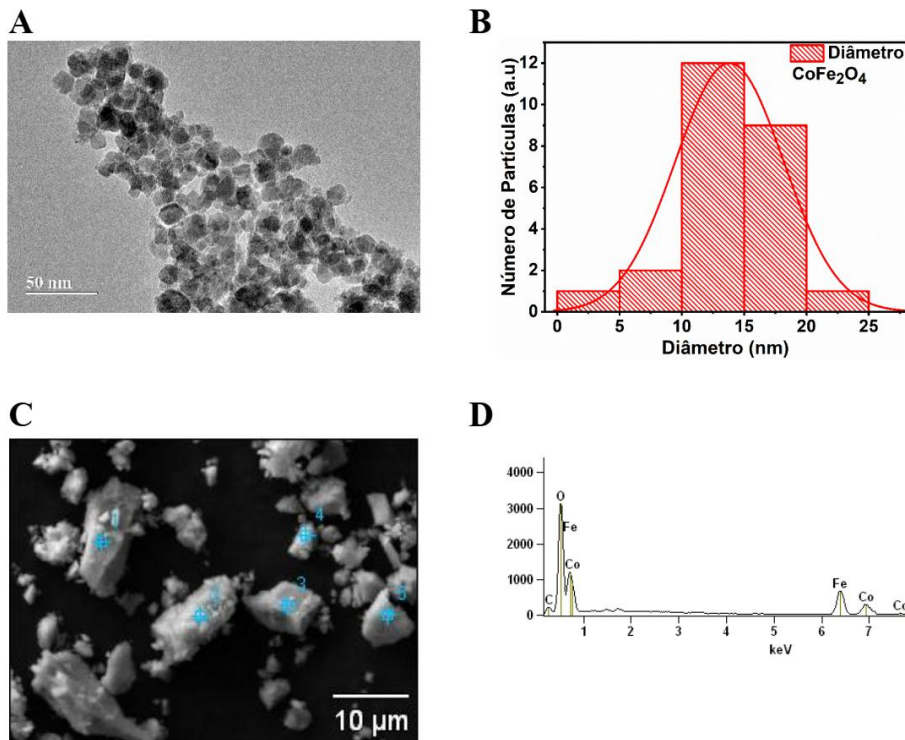 A
50 nm
B
Número de Partículas (a.u)
12
10
8
6
4
2
0
Diâmetro
CoFe₂O₄
0 5 10 15 20 25
Diâmetro (nm)
C
1
2
3
4
5
10 µm
D
4000
3000
2000
1000
0
O
Fe
Co
C
Fe
Co
Co
1 2 3 4 5 6 7
keV